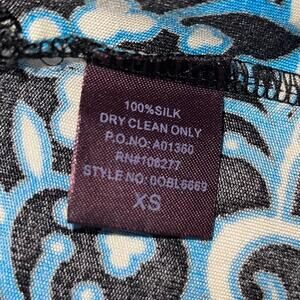 100%SILK
DRY CLEAN ONLY
P.O.NO: A01360
RN#106277
STYLE NO: 0OBL6669
XS